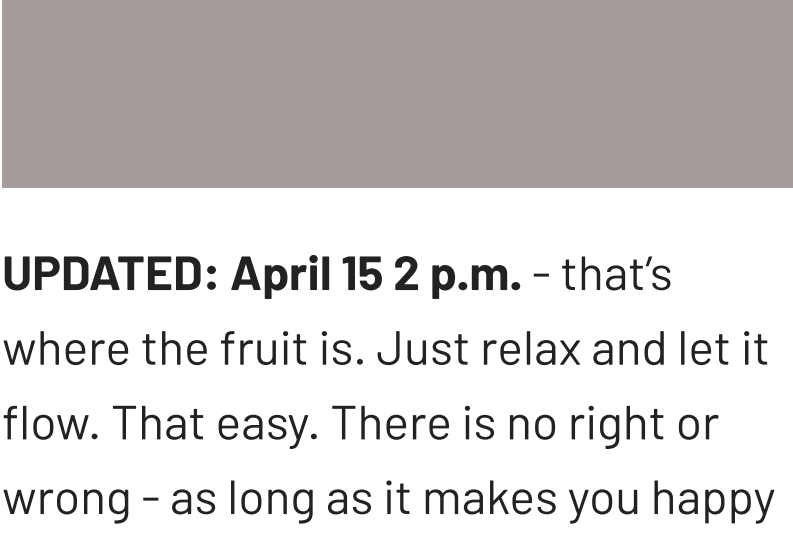 UPDATED: April 15 2 p.m. - that’s
where the fruit is. Just relax and let it
flow. That easy. There is no right or
wrong - as long as it makes you happy